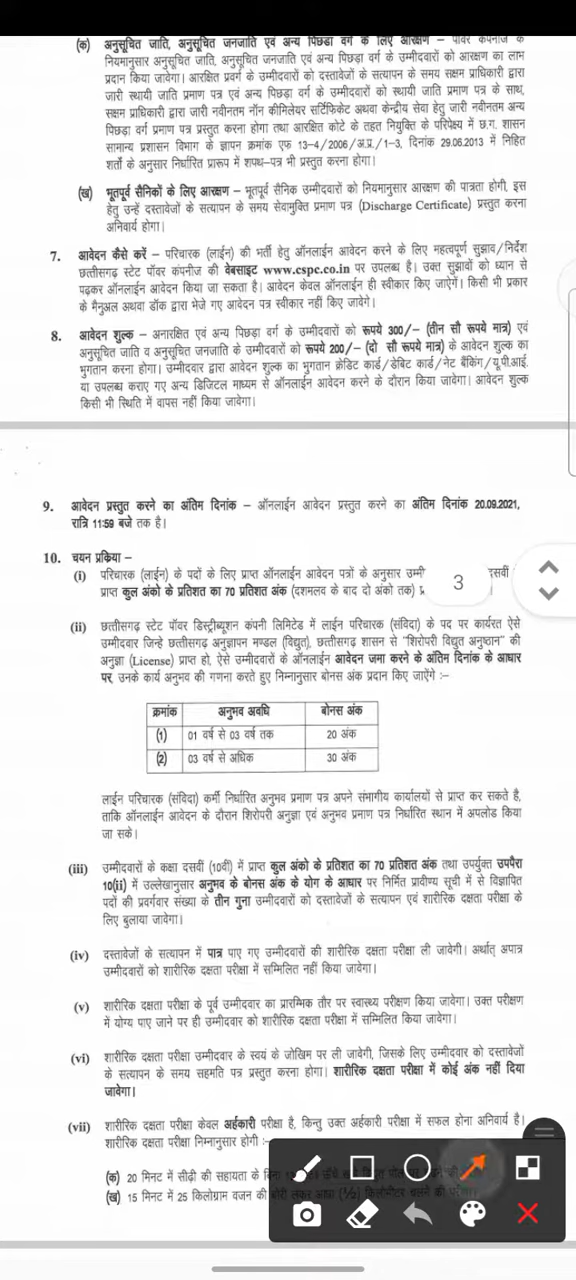 (क) अनुसूचित जाति, अनुसूचित जनजाति एवं अन्य पिछडा वर्ग के लिए आरक्षण – पावर कंपनीज के
नियमानुसार अनुसूचित जाति, अनुसूचित जनजाति एवं अन्य पिछडा वर्ग के उम्मीदवारों को आरक्षण का लाभ
प्रदान किया जावेगा। आरक्षित प्रवर्ग के उम्मीदवारों को दस्तावेजों के सत्यापन के समय सक्षम प्राधिकारी द्वारा
जारी स्थायी जाति प्रमाण पत्र एवं अन्य पिछड़ा वर्ग के उम्मीदवारों को स्थायी जाति प्रमाण पत्र के साथ,
सक्षम प्राधिकारी द्वारा जारी नवीनतम नॉन कीमिलेयर सर्टिफिकेट अथवा केन्द्रीय सेवा हेतु जारी नवीनतम अन्य
पिछड़ा वर्ग प्रमाण पत्र प्रस्तुत करना होगा तथा आरक्षित कोटे के तहत नियुक्ति के परिपेक्ष्य में छ.ग. शासन
सामान्य प्रशासन विभाग के ज्ञापन क्रमांक एफ 13–4/2006/अ.प्र./1–3, दिनांक 29.06.2013 में निहित
शर्तो के अनुसार निर्धारित प्रारूप में शपथ–पत्र भी प्रस्तुत करना होगा।
(ख) भूतपूर्व सैनिकों के लिए आरक्षण – भूतपूर्व सैनिक उम्मीदवारों को नियमानुसार आरक्षण की पात्रता होगी, इस
हेतु उन्हें दस्तावेजों के सत्यापन के समय सेवामुक्ति प्रमाण पत्र (Discharge Certificate) प्रस्तुत करना
अनिवार्य होगा।
7. आवेदन कैसे करें – परिचारक (लाईन) की भर्ती हेतु ऑनलाईन आवेदन करने के लिए महत्वपूर्ण सुझाव/निर्देश
छत्तीसगढ़ स्टेट पॉवर कंपनीज की वेबसाइट www.cspc.co.in पर उपलब्ध है। उक्त सुझावों को ध्यान से
पढ़कर ऑनलाईन आवेदन किया जा सकता है। आवेदन केवल ऑनलाईन ही स्वीकार किए जाऐगें। किसी भी प्रकार
के मैनुअल अथवा डॉक द्वारा भेजे गए आवेदन पत्र स्वीकार नहीं किए जावेगे।
8. आवेदन शुल्क – अनारक्षित एवं अन्य पिछड़ा वर्ग के उम्मीदवारों को रूपये 300/– (तीन सौ रूपये मात्र) एवं
अनुसूचित जाति व अनुसूचित जनजाति के उम्मीदवारों को रूपये 200/– (दो सौ रूपये मात्र) के आवेदन शुल्क का
भुगतान करना होगा। उम्मीदवार द्वारा आवेदन शुल्क का भुगतान क्रेडिट कार्ड/डेबिट कार्ड/नेट बैंकिंग/यू.पी.आई.
या उपलब्ध कराए गए अन्य डिजिटल माध्यम से ऑनलाईन आवेदन करने के दौरान किया जावेगा। आवेदन शुल्क
किसी भी स्थिति में वापस नहीं किया जावेगा।
9. आवेदन प्रस्तुत करने का अंतिम दिनांक – ऑनलाईन आवेदन प्रस्तुत करने का अंतिम दिनांक 20.09.2021,
रात्रि 11:59 बजे तक है।
10. चयन प्रक्रिया –
(i) परिचारक (लाईन) के पदों के लिए प्राप्त ऑनलाईन आवेदन पत्रों के अनुसार दसवीं
प्राप्त कुल अंको के प्रतिशत का 70 प्रतिशत अंक (दशमलव के बाद दो अंको तक)
3
(ii) छत्तीसगढ़ स्टेट पॉवर डिस्ट्रीब्यूशन कंपनी लिमिटेड में लाईन परिचारक (संविदा) के पद पर कार्यरत ऐसे
उम्मीदवार जिन्हे छत्तीसगढ़ अनुज्ञापन मण्डल (विद्युत), छत्तीसगढ़ शासन से "शिरोपरी विद्युत अनुष्ठान" की
अनुज्ञा (License) प्राप्त हो, ऐसे उम्मीदवारों के ऑनलाईन आवेदन जमा करने के अंतिम दिनांक के आधार
पर, उनके कार्य अनुभव की गणना करते हुए निम्नानुसार बोनस अंक प्रदान किए जाऐंगे :–
क्रमांक अनुभव अवधि बोनस अंक
(1) 01 वर्ष से 03 वर्ष तक 20 अंक
(2) 03 वर्ष से अधिक 30 अंक
लाईन परिचारक (संविदा) कर्मी निर्धारित अनुभव प्रमाण पत्र अपने संभागीय कार्यालयों से प्राप्त कर सकते है,
ताकि ऑनलाईन आवेदन के दौरान शिरोपरी अनुज्ञा एवं अनुभव प्रमाण पत्र निर्धारित स्थान में अपलोड किया
जा सके।
(iii) उम्मीदवारों के कक्षा दसवीं (10वीं) में प्राप्त कुल अंकों के प्रतिशत का 70 प्रतिशत अंक तथा उपर्युक्त उपपैरा
10(ii) में उल्लेखानुसार अनुभव के बोनस अंक के योग के आधार पर निर्मित प्रावीण्य सूची में से विज्ञापित
पदों की प्रवर्गवार संख्या के तीन गुना उम्मीदवारों को दस्तावेजों के सत्यापन एवं शारीरिक दक्षता परीक्षा के
लिए बुलाया जावेगा।
(iv) दस्तावेजों के सत्यापन में पात्र पाए गए उम्मीदवारों की शारीरिक दक्षता परीक्षा ली जावेगी। अर्थात् अपात्र
उम्मीदवारों को शारीरिक दक्षता परीक्षा में सम्मिलित नहीं किया जावेगा।
(v) शारीरिक दक्षता परीक्षा के पूर्व उम्मीदवार का प्रारम्भिक तौर पर स्वास्थ्य परीक्षण किया जावेगा। उक्त परीक्षण
में योग्य पाए जाने पर ही उम्मीदवार को शारीरिक दक्षता परीक्षा में सम्मिलित किया जावेगा।
(vi) शारीरिक दक्षता परीक्षा उम्मीदवार के स्वयं के जोखिम पर ली जावेगी, जिसके लिए उम्मीदवार को दस्तावेजों
के सत्यापन के समय सहमति पत्र प्रस्तुत करना होगा। शारीरिक दक्षता परीक्षा में कोई अंक नहीं दिया
जावेगा।
(vii) शारीरिक दक्षता परीक्षा केवल अर्हकारी परीक्षा है, किन्तु उक्त अर्हकारी परीक्षा में सफल होना अनिवार्य है।
शारीरिक दक्षता परीक्षा निम्नानुसार होगी :–
(क) 20 मिनट में सीढ़ी की सहायता के बिना
(ख) 15 मिनट में 25 किलोग्राम वजन की बोरी लेकर आधा (½) किलोमीटर चलने की